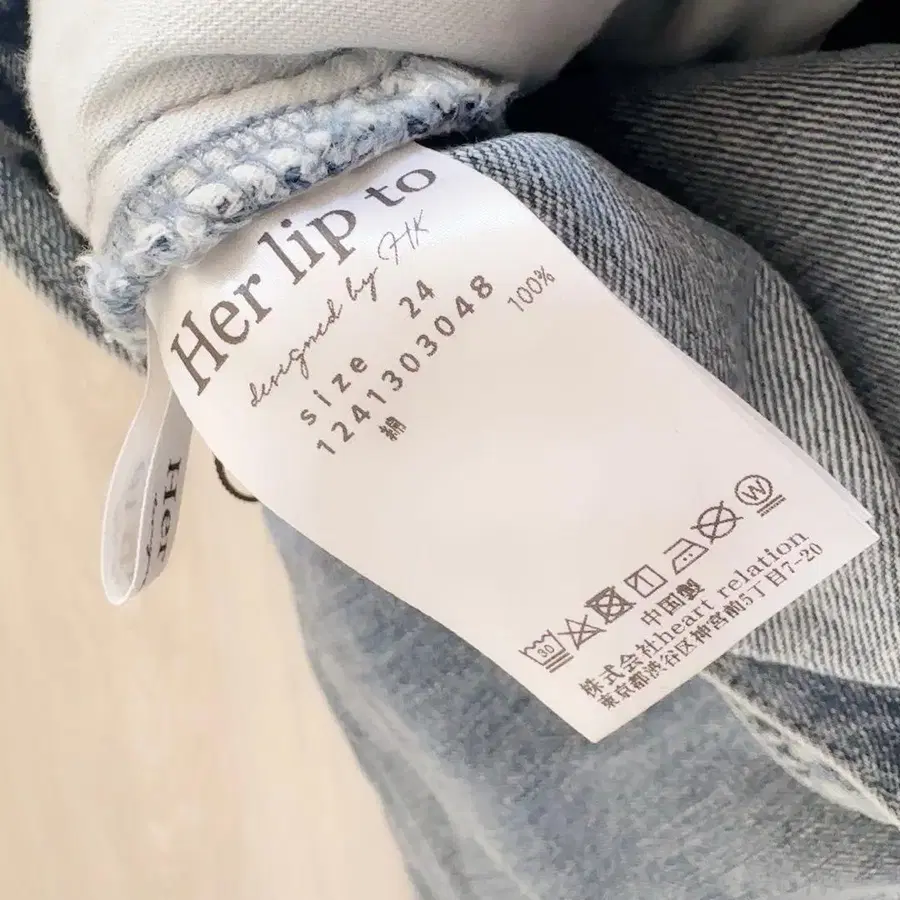 Her lip to
designed by HK
size 24
1241303048
綿 100%
30
W
中国製
株式会社heart relation
東京都渋谷区神宮前5丁目7-20
Her